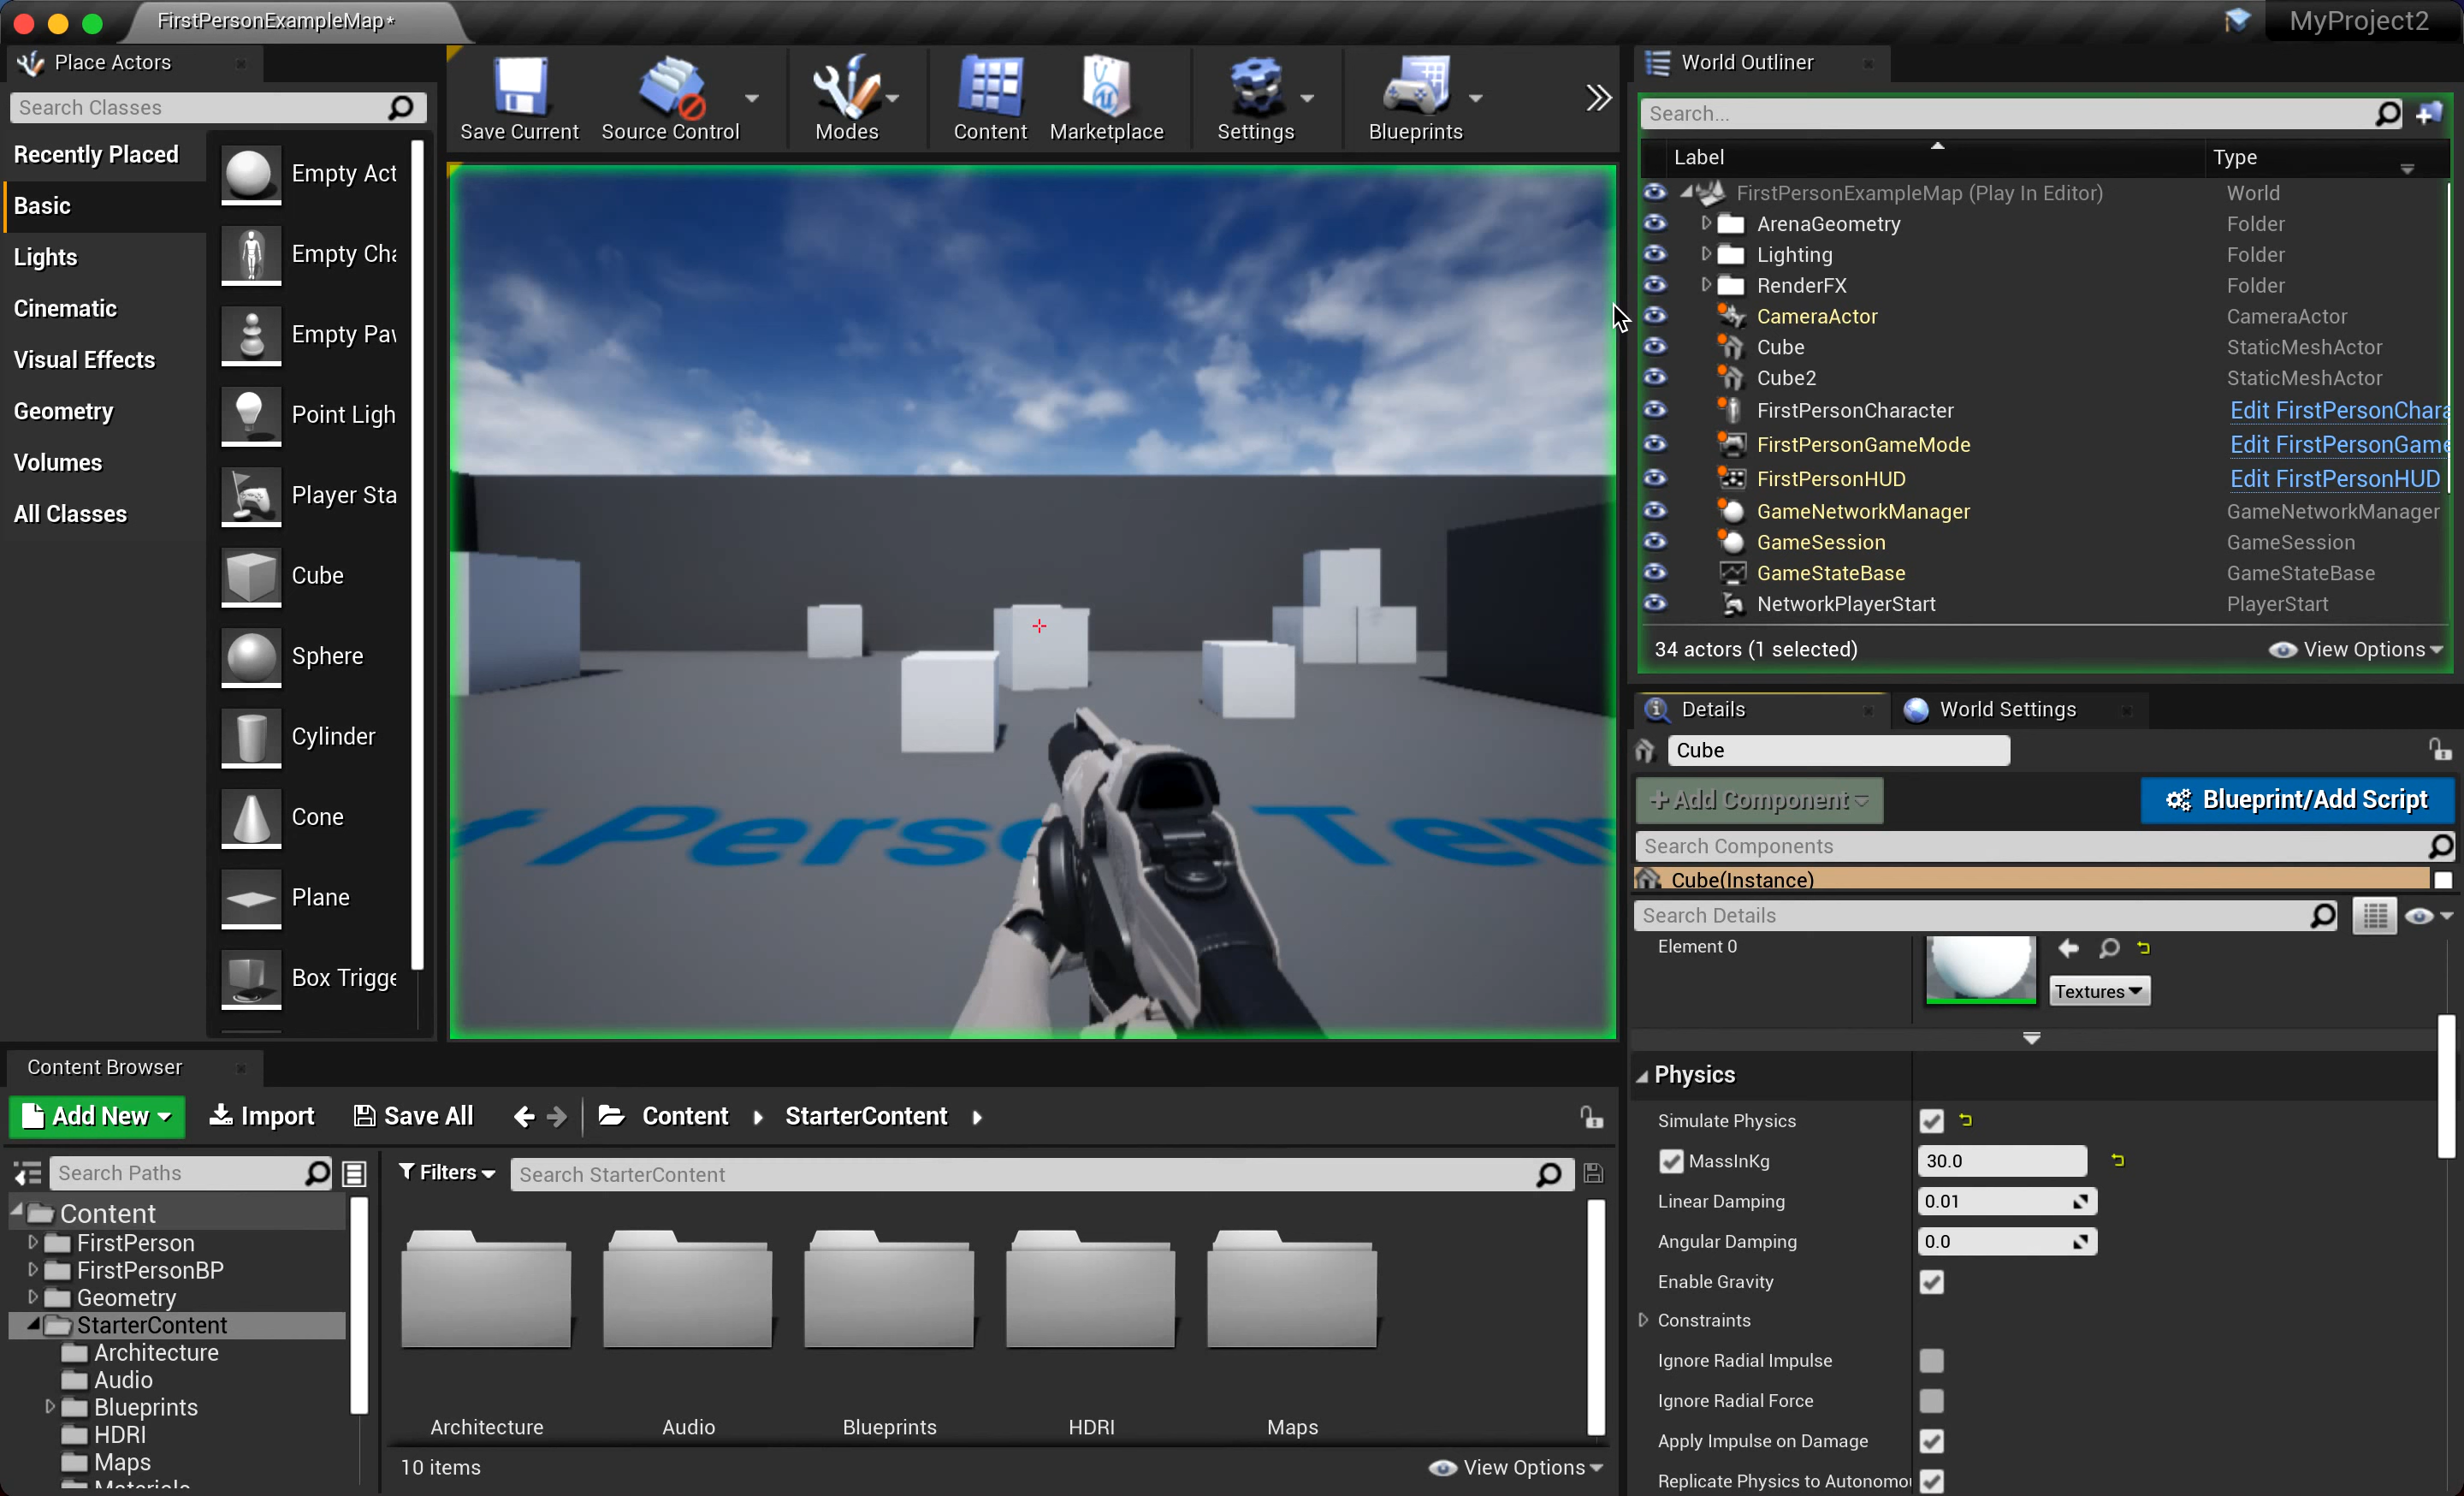 FirstPersonExampleMap*
MyProject2
Place Actors
Search Classes
Recently Placed
Basic
Lights
Cinematic
Visual Effects
Geometry
Volumes
All Classes
Empty Act
Empty Cha
Empty Paw
Point Ligh
Player Sta
Cube
Sphere
Cylinder
Cone
Plane
Box Trigge
Save Current
Source Control
Modes
Content
Marketplace
Settings
Blueprints
r Perso
Tem
World Outliner
Search...
Label
Type
FirstPersonExampleMap (Play In Editor)
World
ArenaGeometry
Folder
Lighting
Folder
RenderFX
Folder
CameraActor
CameraActor
Cube
StaticMeshActor
Cube2
StaticMeshActor
FirstPersonCharacter
Edit FirstPersonChara
FirstPersonGameMode
Edit FirstPersonGame
FirstPersonHUD
Edit FirstPersonHUD
GameNetworkManager
GameNetworkManager
GameSession
GameSession
GameStateBase
GameStateBase
NetworkPlayerStart
PlayerStart
34 actors (1 selected)
View Options
Details
World Settings
Cube
+Add Component
Blueprint/Add Script
Search Components
Cube(Instance)
Search Details
Element 0
Textures
Physics
Simulate Physics
MassInKg
30.0
Linear Damping
0.01
Angular Damping
0.0
Enable Gravity
Constraints
Ignore Radial Impulse
Ignore Radial Force
Apply Impulse on Damage
Replicate Physics to Autonomou
Content Browser
Add New
Import
Save All
Content
StarterContent
Search Paths
Filters
Search StarterContent
Content
FirstPerson
FirstPersonBP
Geometry
StarterContent
Architecture
Audio
Blueprints
HDRI
Maps
Materials
Architecture
Audio
Blueprints
HDRI
Maps
10 items
View Options